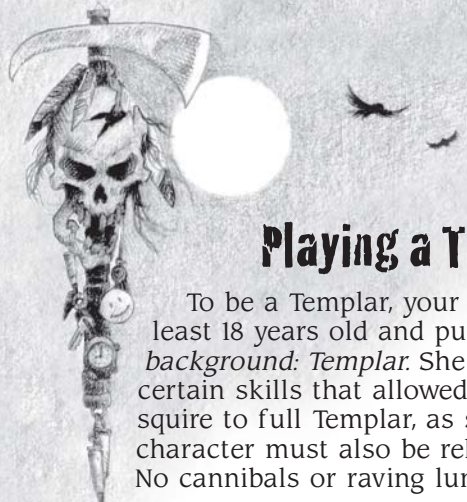 Playing a T
To be a Templar, your
least 18 years old and pu
background: Templar. She
certain skills that allowed
squire to full Templar, as s
character must also be rel
No cannibals or raving lun